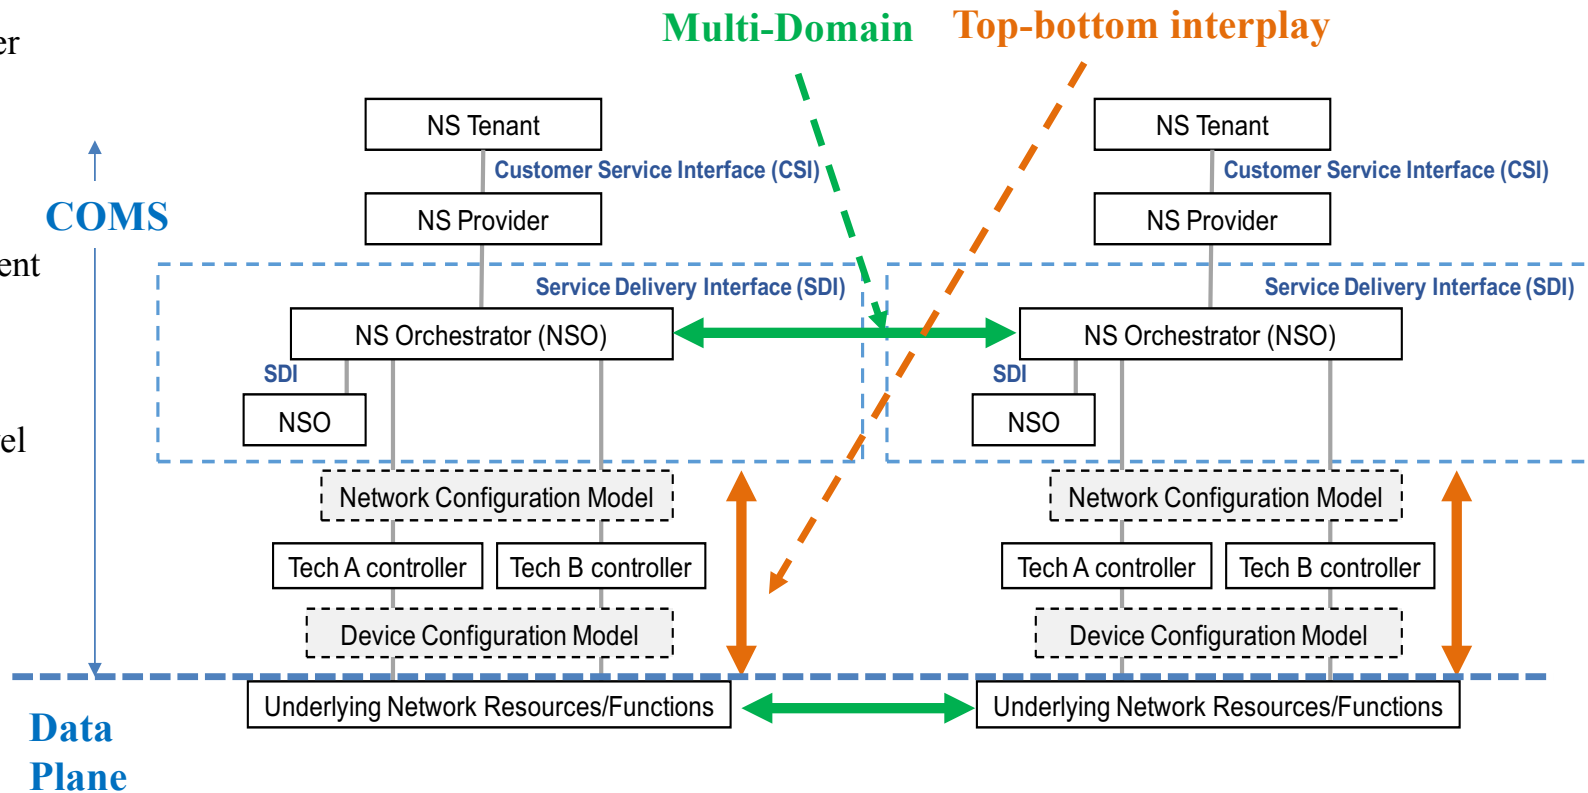 Multi-Domain
Top-bottom interplay
er
ent
el
COMS
Data
Plane
NS Tenant
Customer Service Interface (CSI)
NS Provider
Service Delivery Interface (SDI)
NS Orchestrator (NSO)
SDI
NSO
Network Configuration Model
Tech A controller
Tech B controller
Device Configuration Model
Underlying Network Resources/Functions
NS Tenant
Customer Service Interface (CSI)
NS Provider
Service Delivery Interface (SDI)
NS Orchestrator (NSO)
SDI
NSO
Network Configuration Model
Tech A controller
Tech B controller
Device Configuration Model
Underlying Network Resources/Functions